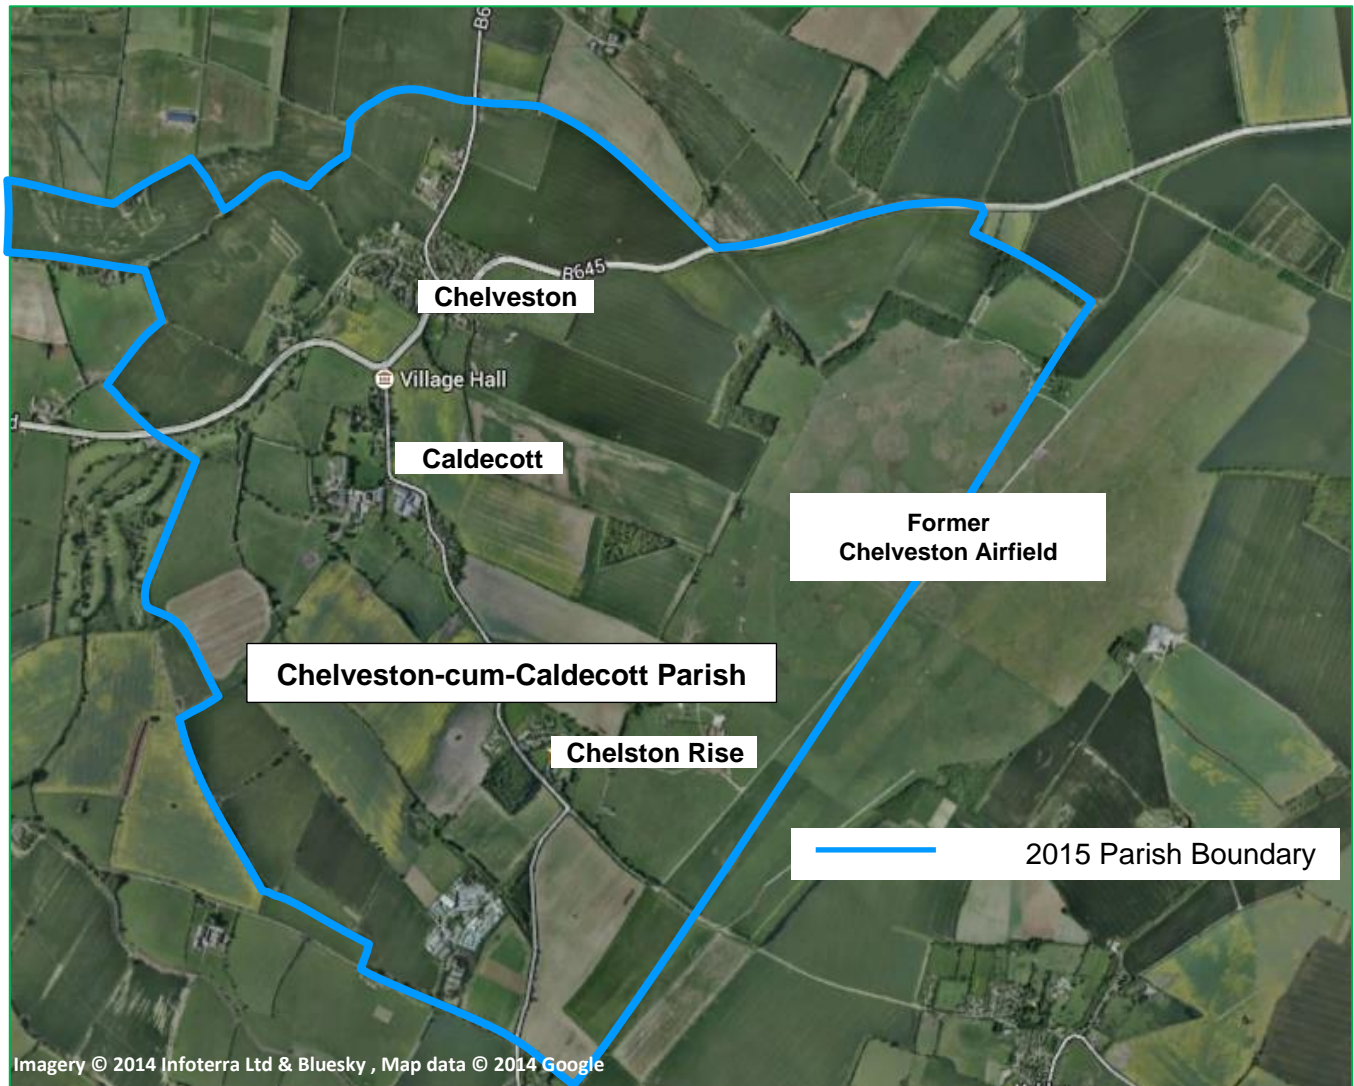 B6
B645
Chelveston
Village Hall
Caldecott
Former
Chelveston Airfield
Chelveston-cum-Caldecott Parish
Chelston Rise
2015 Parish Boundary
Imagery © 2014 Infoterra Ltd & Bluesky , Map data © 2014 Google